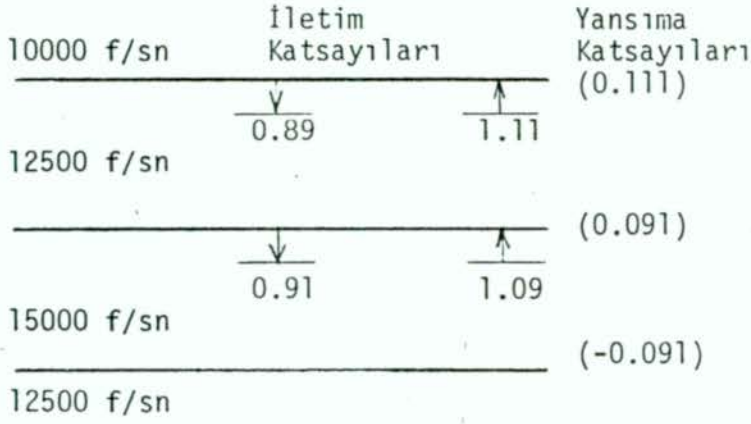 İletim Yansıma
10000 f/sn Katsayıları Katsayıları
(0.111)
0.89 1.11
12500 f/sn
(0.091)
0.91 1.09
15000 f/sn
(-0.091)
12500 f/sn